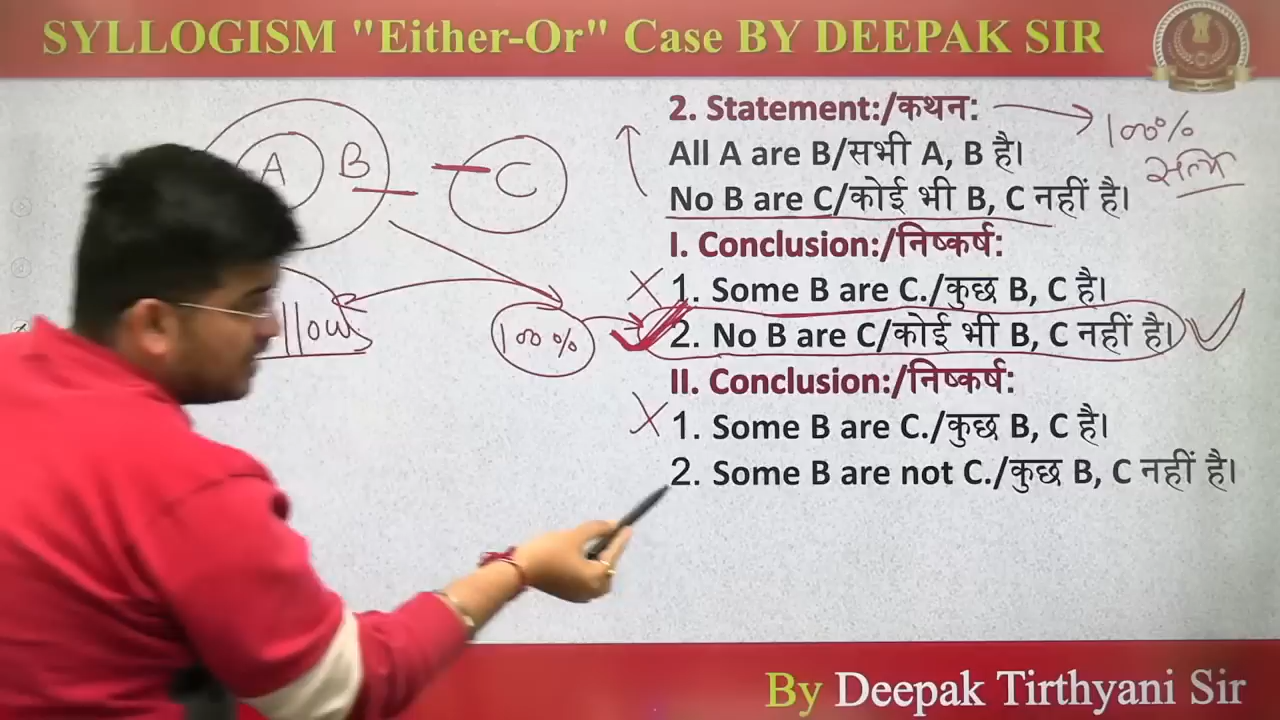 SYLLOGISM "Either-Or" Case BY DEEPAK SIR
2. Statement:/कथन:
100%
सत्य
All A are B/सभी A, B है।
No B are C/कोई भी B, C नहीं है।
I. Conclusion:/निष्कर्ष:
1. Some B are C./कुछ B, C है।
2. No B are C/कोई भी B, C नहीं है।
II. Conclusion:/निष्कर्ष:
1. Some B are C./कुछ B, C है।
2. Some B are not C./कुछ B, C नहीं है।
A
B
C
100%
By Deepak Tirthyani Sir